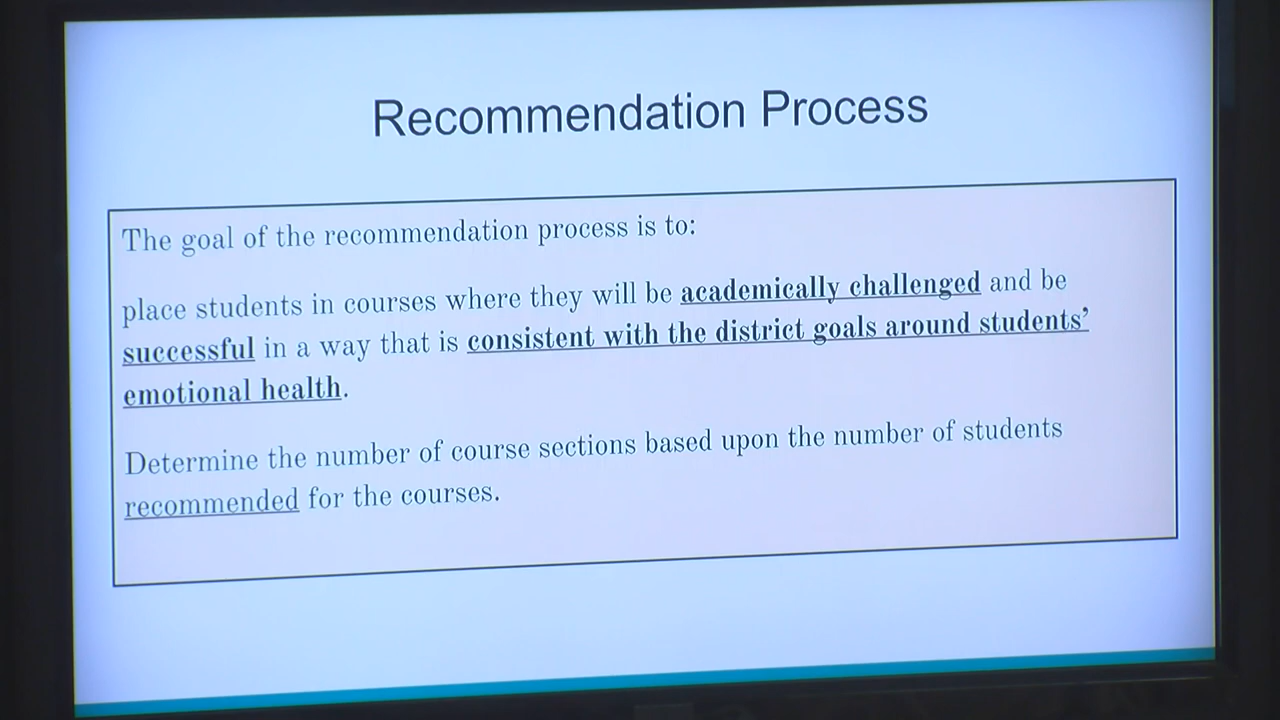 Recommendation Process
The goal of the recommendation process is to:
place students in courses where they will be academically challenged and be
successful in a way that is consistent with the district goals around students’
emotional health.
Determine the number of course sections based upon the number of students
recommended for the courses.